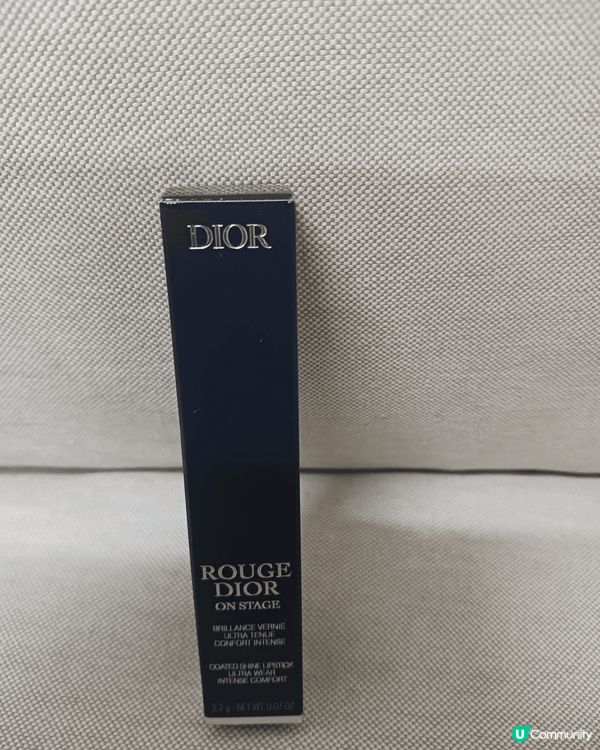 DIOR
ROUGE
DIOR
ON STAGE
BRILLANCE VERNIE
ULTRA TENUE
CONFORT INTENSE
COATED SHINE LIPSTICK
ULTRA WEAR
INTENSE COMFORT
2,2 g - NET WT 0.07 OZ
U Community